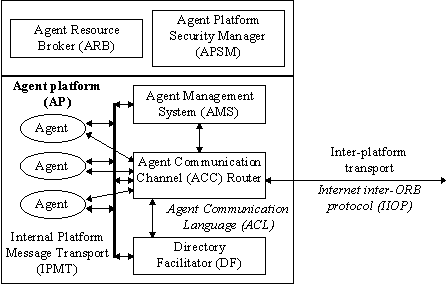 Agent Resource
Broker (ARB)
Agent Platform
Security Manager
(APSM)
Agent platform
(AP)
Agent Management
System (AMS)
Agent
Agent
Agent
Agent Communication
Channel (ACC) Router
Inter-platform
transport
Internet inter-ORB
protocol (IIOP)
Agent Communication
Language (ACL)
Internal Platform
Message Transport
(IPMT)
Directory
Facilitator (DF)